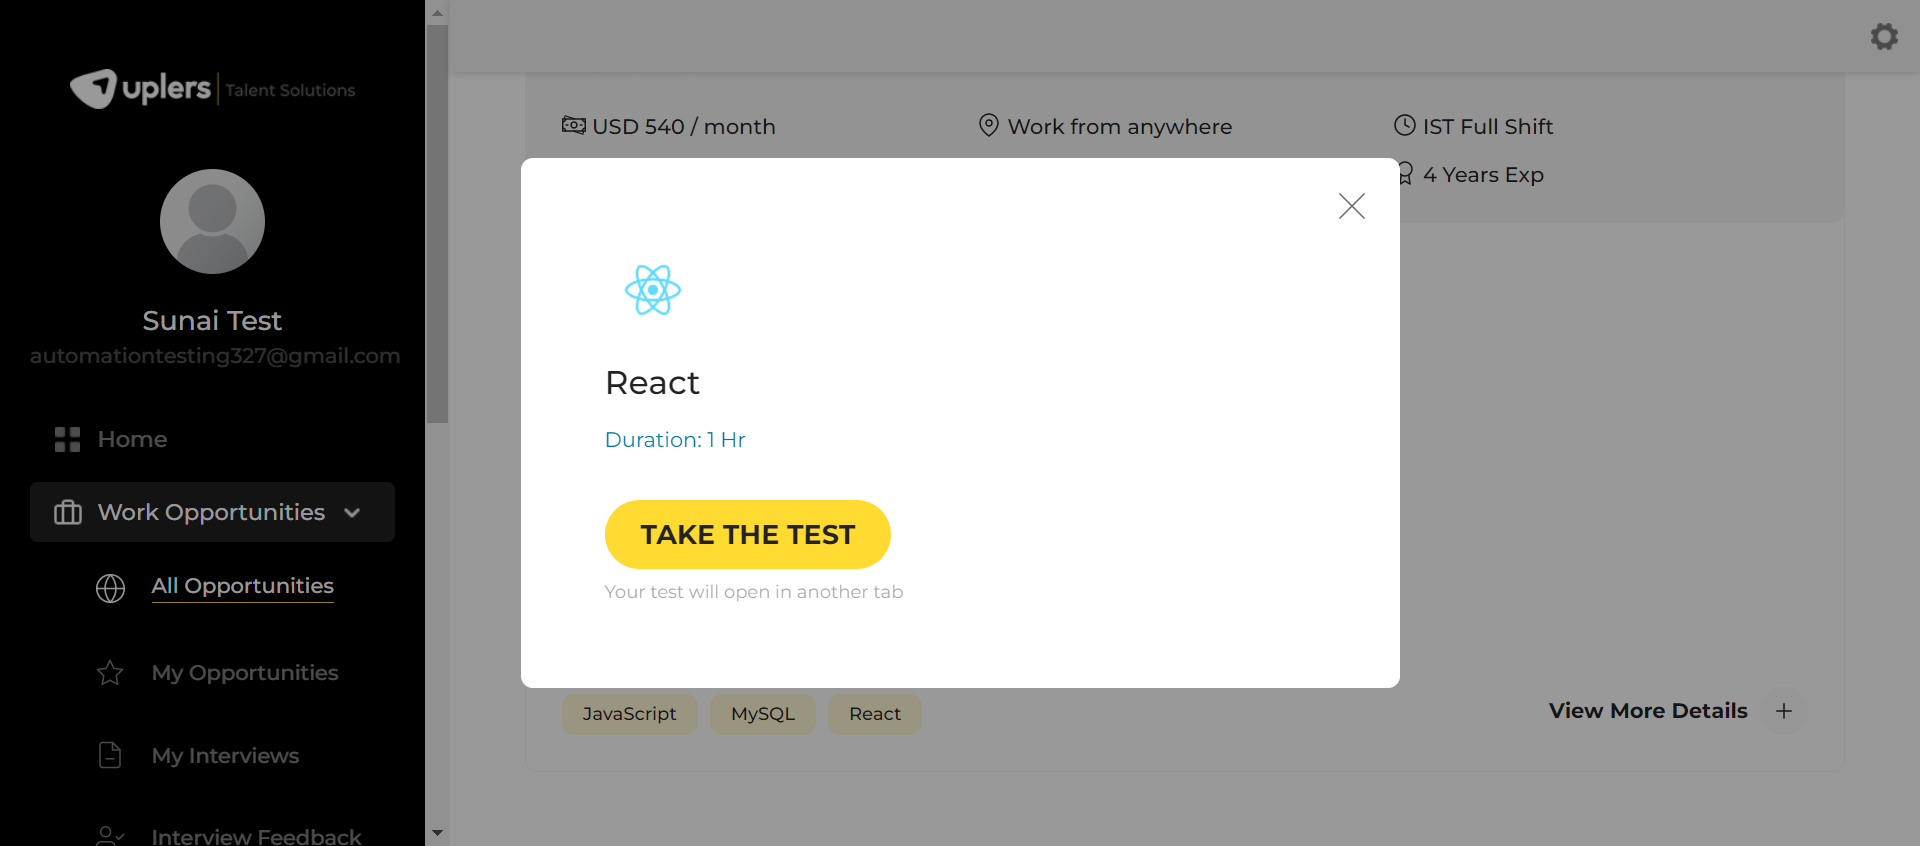 uplers | Talent Solutions
Sunai Test
automationtesting327@gmail.com
Home
Work Opportunities
All Opportunities
My Opportunities
My Interviews
Interview Feedback
USD 540 / month
Work from anywhere
IST Full Shift
4 Years Exp
React
Duration: 1 Hr
TAKE THE TEST
Your test will open in another tab
JavaScript
MySQL
React
View More Details